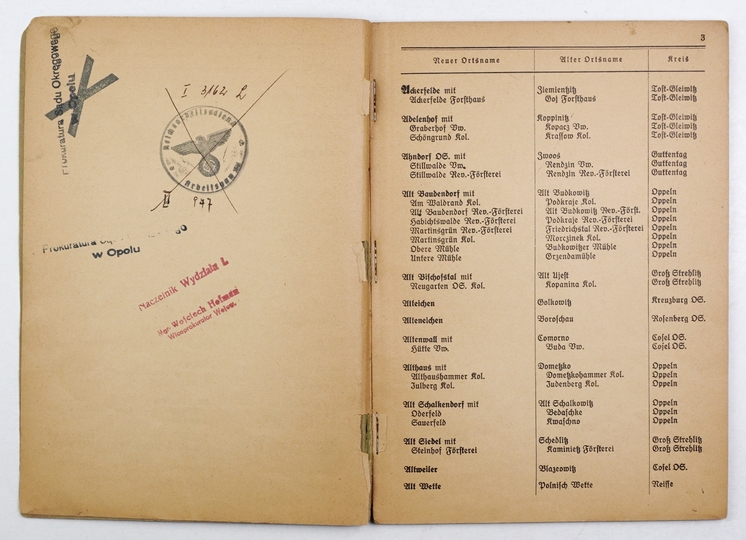 Prokuratura Sądu Okręgowego
w Opolu
I 3/62 L
Reichsarbeitsdienst
Arbeitsgau
II 947
Prokuratura
w Opolu
Naczelnik Wydziału I.
Mgr. Wojciech Hofman
Wiceprokurator Wojew.
3
Neuer Ortsname Alter Ortsname Kreis
Ackerfelde mit Ziemientzitz Tost-Gleiwitz
Ackerfelde Forsthaus Goj Forsthaus Tost-Gleiwitz
Adelenhof mit Koppinitz Tost-Gleiwitz
Graberhof Vw. Kopacz Vw. Tost-Gleiwitz
Schöngrund Kol. Krassow Kol. Tost-Gleiwitz
Ahndorf OS. mit Zwoos Guttentag
Stillwalde Vw. Rendzin Vw. Guttentag
Stillwalde Rev.-Försterei Rendzin Rev.-Försterei Guttentag
Alt Baudendorf mit Alt Budkowitz Oppeln
Am Waldrand Kol. Podkraje Kol. Oppeln
Alt Baudendorf Rev.-Försterei Alt Budkowitz Rev.-Först. Oppeln
Habichtswalde Rev.-Försterei Podkraje Rev.-Försterei Oppeln
Martinsgrün Rev.-Försterei Friedrichstal Rev.-Försterei Oppeln
Martinsgrün Kol. Morczinek Kol. Oppeln
Obere Mühle Budkowitzer Mühle Oppeln
Untere Mühle Grzendamühle Oppeln
Alt Bischofstal mit Alt Ujest Groß Strehlitz
Neugarten OS. Kol. Kopanina Kol. Groß Strehlitz
Alteichen Golkowitz Kreuzburg OS.
Alteneichen Boroschau Rosenberg OS.
Altenwall mit Comorno Cosel OS.
Hütte Vw. Buda Vw. Cosel OS.
Althaus mit Dometzko Oppeln
Althaushammer Kol. Dometzkohammer Kol. Oppeln
Julberg Kol. Judenberg Kol. Oppeln
Alt Schalkendorf mit Alt Schalkowitz Oppeln
Oderfeld Bedaschke Oppeln
Sauerfeld Kwaschno Oppeln
Alt Siedel mit Schedlitz Groß Strehlitz
Steinhof Försterei Kaminietz Försterei Groß Strehlitz
Altweiler Blazeowitz Cosel OS.
Alt Wette Polnisch Wette Neisse